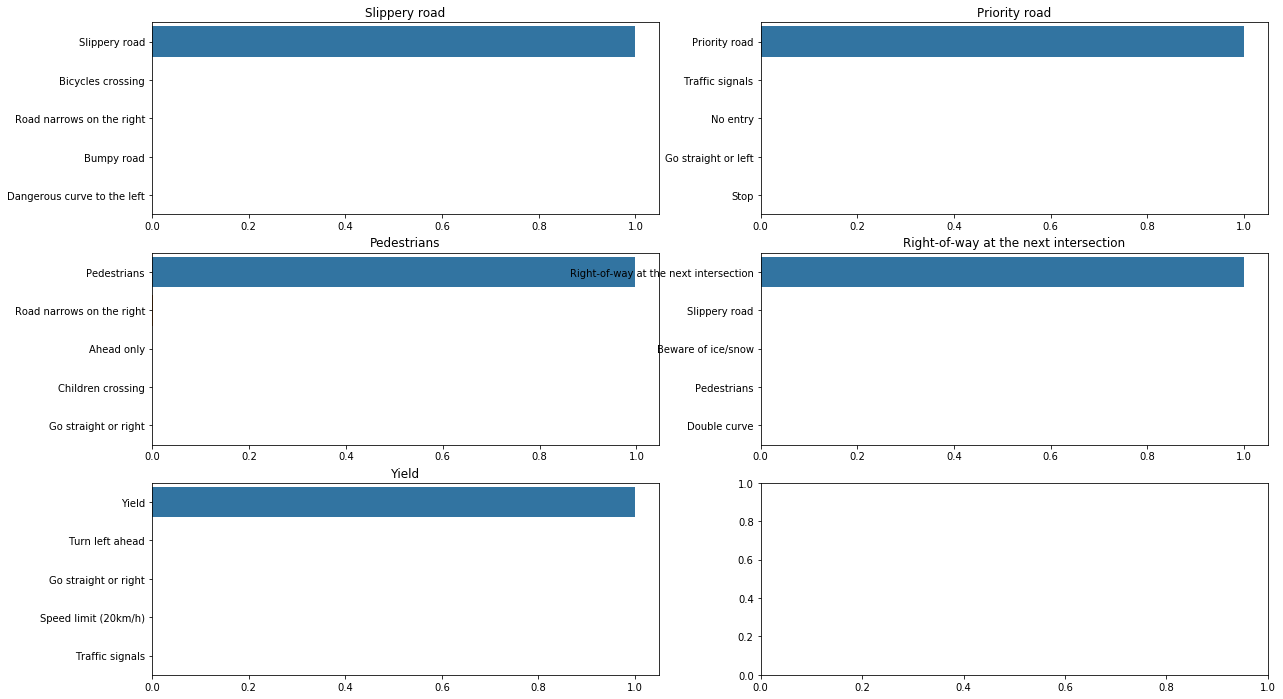 Slippery road
Slippery road
Bicycles crossing
Road narrows on the right
Bumpy road
Dangerous curve to the left
0.0 0.2 0.4 0.6 0.8 1.0
Priority road
Priority road
Traffic signals
No entry
Go straight or left
Stop
0.0 0.2 0.4 0.6 0.8 1.0
Pedestrians
Pedestrians
Road narrows on the right
Ahead only
Children crossing
Go straight or right
0.0 0.2 0.4 0.6 0.8 1.0
Right-of-way at the next intersection
Right-of-way at the next intersection
Slippery road
Beware of ice/snow
Pedestrians
Double curve
0.0 0.2 0.4 0.6 0.8 1.0
Yield
Yield
Turn left ahead
Go straight or right
Speed limit (20km/h)
Traffic signals
0.0 0.2 0.4 0.6 0.8 1.0
1.0
0.8
0.6
0.4
0.2
0.0
0.0 0.2 0.4 0.6 0.8 1.0